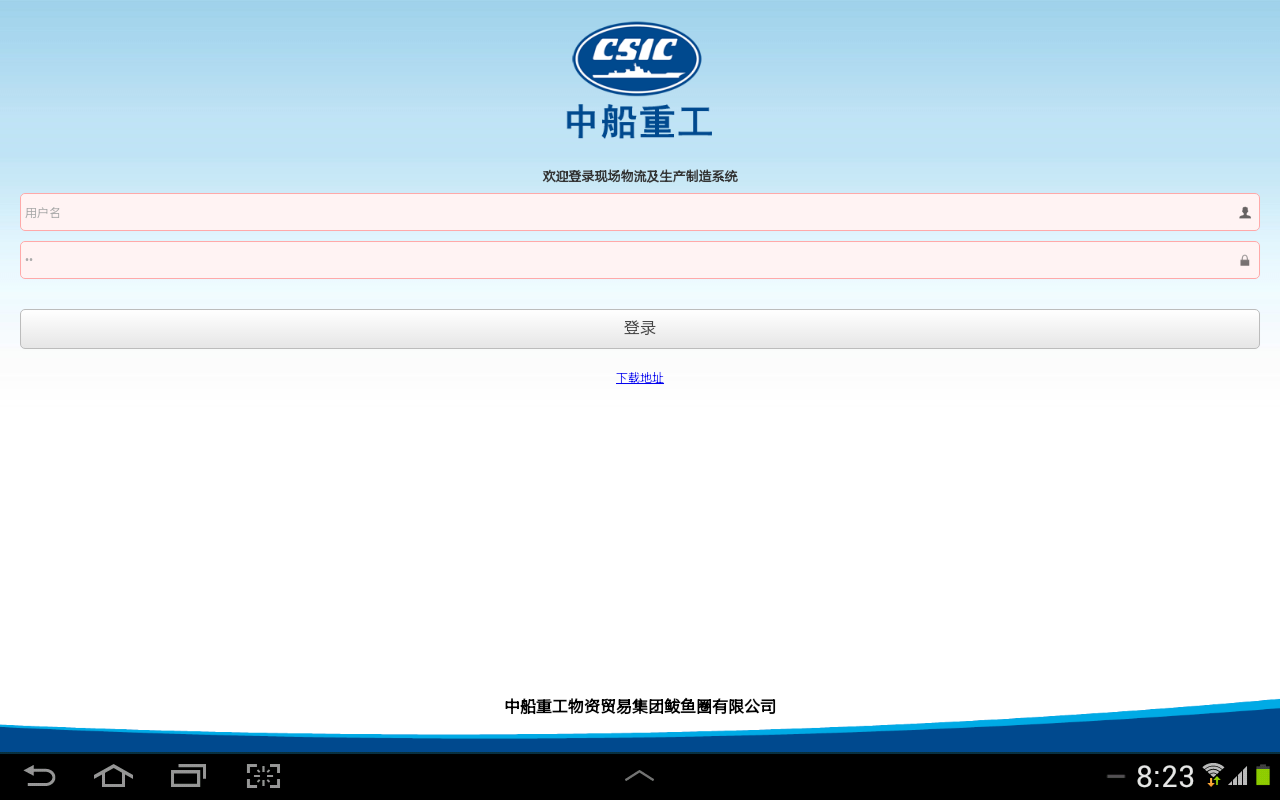 CSIC
中船重工
欢迎登录现场物流及生产制造系统
用户名
••
登录
下载地址
中船重工物资贸易集团鲅鱼圈有限公司
8:23